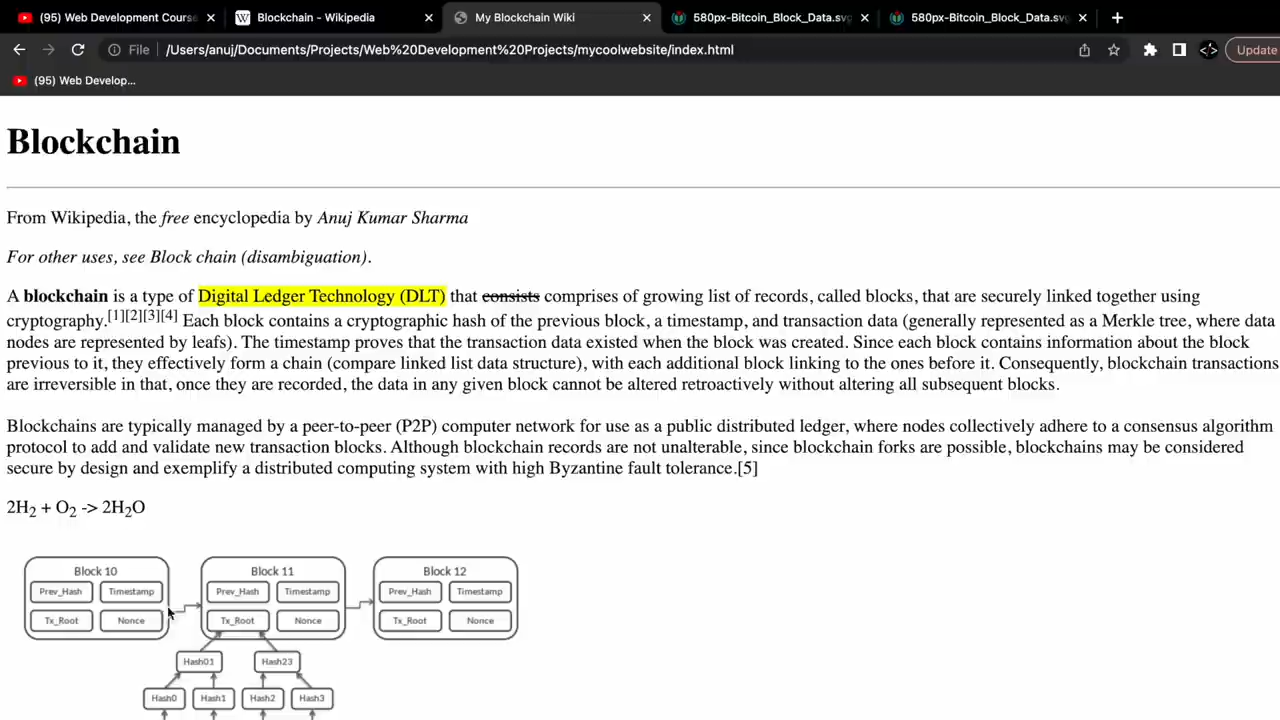 (95) Web Development Course
Blockchain - Wikipedia
My Blockchain Wiki
580px-Bitcoin_Block_Data.svg
580px-Bitcoin_Block_Data.svg
File
/Users/anuj/Documents/Projects/Web%20Development%20Projects/mycoolwebsite/index.html
Update
(95) Web Develop...
Blockchain
From Wikipedia, the free encyclopedia by Anuj Kumar Sharma
For other uses, see Block chain (disambiguation).
A blockchain is a type of Digital Ledger Technology (DLT) that consists comprises of growing list of records, called blocks, that are securely linked together using
cryptography.[1][2][3][4] Each block contains a cryptographic hash of the previous block, a timestamp, and transaction data (generally represented as a Merkle tree, where data
nodes are represented by leafs). The timestamp proves that the transaction data existed when the block was created. Since each block contains information about the block
previous to it, they effectively form a chain (compare linked list data structure), with each additional block linking to the ones before it. Consequently, blockchain transactions
are irreversible in that, once they are recorded, the data in any given block cannot be altered retroactively without altering all subsequent blocks.
Blockchains are typically managed by a peer-to-peer (P2P) computer network for use as a public distributed ledger, where nodes collectively adhere to a consensus algorithm
protocol to add and validate new transaction blocks. Although blockchain records are not unalterable, since blockchain forks are possible, blockchains may be considered
secure by design and exemplify a distributed computing system with high Byzantine fault tolerance.[5]
2H2 + O2 -> 2H2O
Block 10 Block 11 Block 12
Prev_Hash Timestamp Prev_Hash Timestamp Prev_Hash Timestamp
Tx_Root Nonce Tx_Root Nonce Tx_Root Nonce
Hash01 Hash23
Hash0 Hash1 Hash2 Hash3